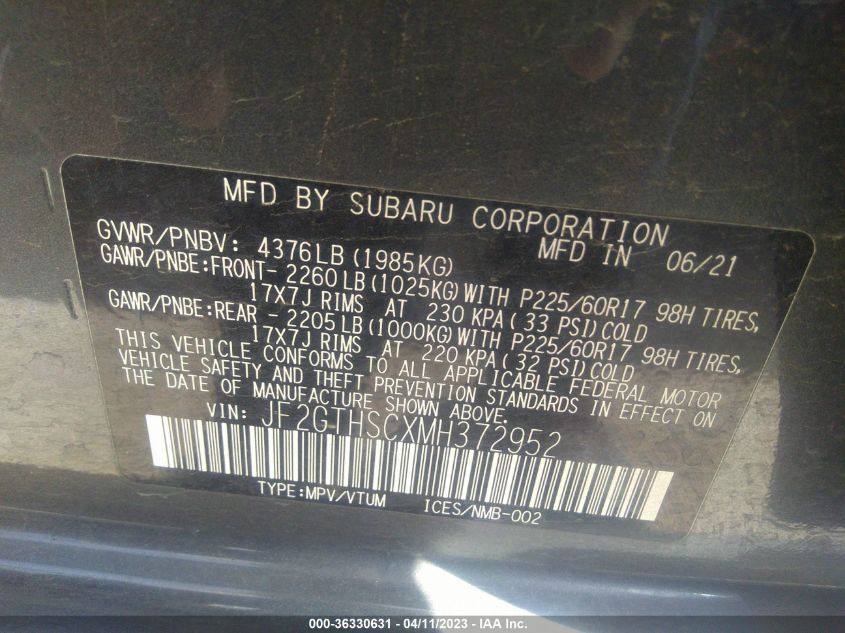 MFD BY SUBARU CORPORATION
GVWR/PNBV: 4376LB (1985KG) MFD IN 06/21
GAWR/PNBE:FRONT- 2260LB (1025KG) WITH P225/60R17 98H TIRES,
17X7J RIMS AT 230 KPA (33 PSI) COLD
GAWR/PNBE:REAR - 2205LB (1000KG) WITH P225/60R17 98H TIRES,
17X7J RIMS AT 220 KPA (32 PSI) COLD
THIS VEHICLE CONFORMS TO ALL APPLICABLE FEDERAL MOTOR
VEHICLE SAFETY AND THEFT PREVENTION STANDARDS IN EFFECT ON
THE DATE OF MANUFACTURE SHOWN ABOVE.
VIN: JF2GTHSCXMH372952
TYPE:MPV/VTUM ICES/NMB-002
000-36330631 - 04/11/2023 - IAA Inc.